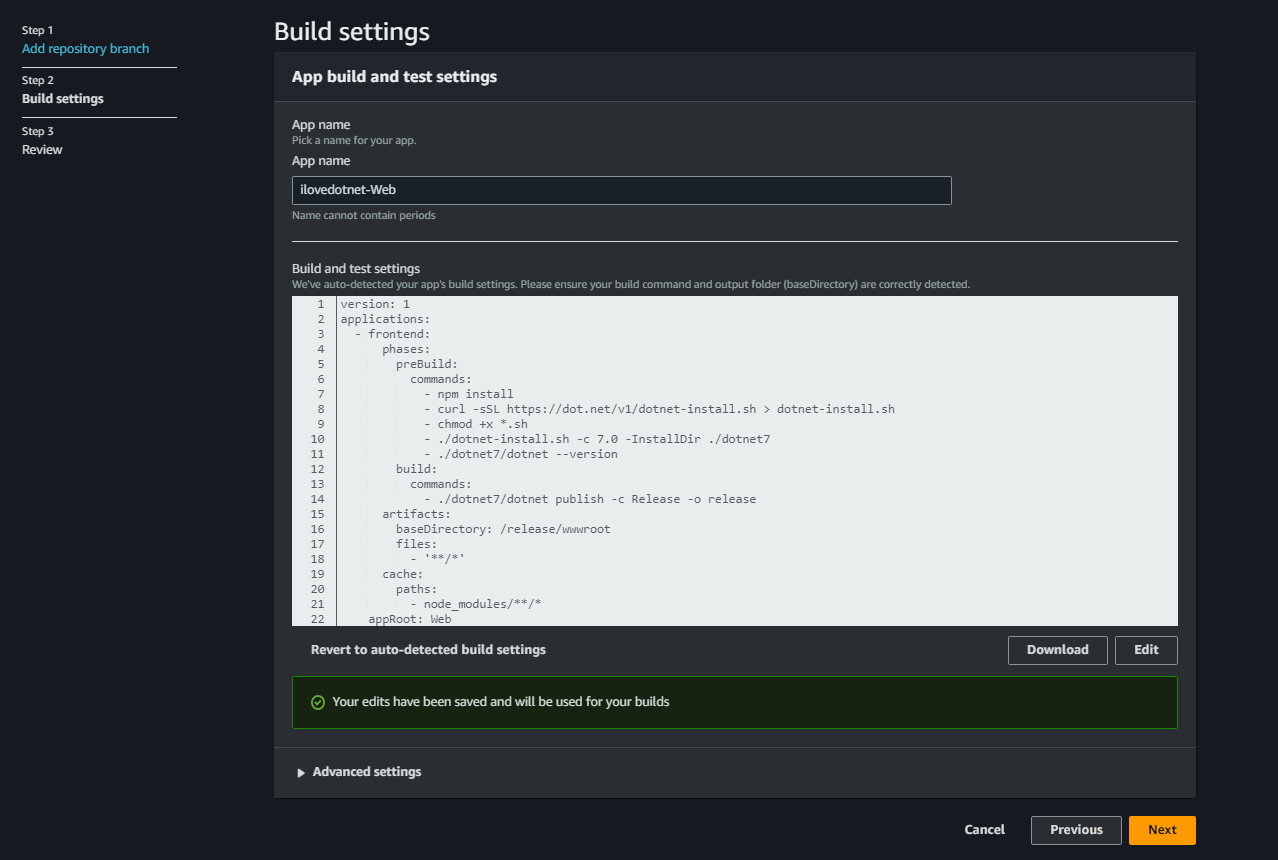 Step 1
Add repository branch
Step 2
Build settings
Step 3
Review
Build settings
App build and test settings
App name
Pick a name for your app.
App name
ilovedotnet-Web
Name cannot contain periods
Build and test settings
We've auto-detected your app's build settings. Please ensure your build command and output folder (baseDirectory) are correctly detected.
1 version: 1
2 applications:
3   - frontend:
4       phases:
5         preBuild:
6           commands:
7             - npm install
8             - curl -sSL https://dot.net/v1/dotnet-install.sh > dotnet-install.sh
9             - chmod +x *.sh
10             - ./dotnet-install.sh -c 7.0 -InstallDir ./dotnet7
11             - ./dotnet7/dotnet --version
12         build:
13           commands:
14             - ./dotnet7/dotnet publish -c Release -o release
15       artifacts:
16         baseDirectory: /release/wwwroot
17         files:
18           - '**/*'
19       cache:
20         paths:
21           - node_modules/**/*
22     appRoot: Web
Revert to auto-detected build settings
Download
Edit
Your edits have been saved and will be used for your builds
Advanced settings
Cancel
Previous
Next